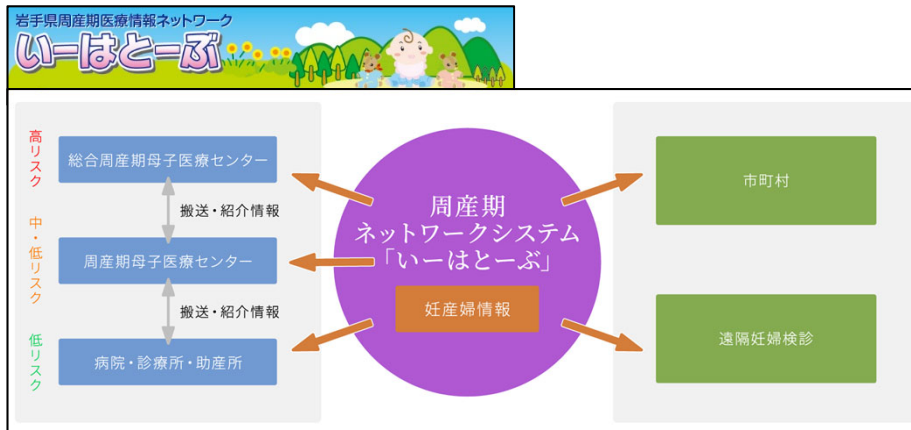 岩手県周産期医療情報ネットワーク
いーはとーぶ
高リスク
総合周産期母子医療センター
搬送・紹介情報
中・低リスク
周産期母子医療センター
搬送・紹介情報
低リスク
病院・診療所・助産所
周産期
ネットワークシステム
「いーはとーぶ」
妊産婦情報
市町村
遠隔妊婦検診